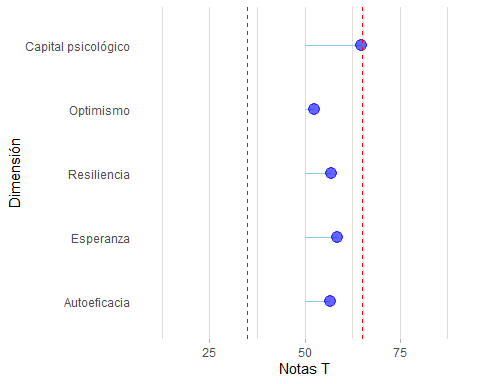 Capital psicológico
Optimismo
Resiliencia
Esperanza
Autoeficacia
Dimensión
25 50 75
Notas T